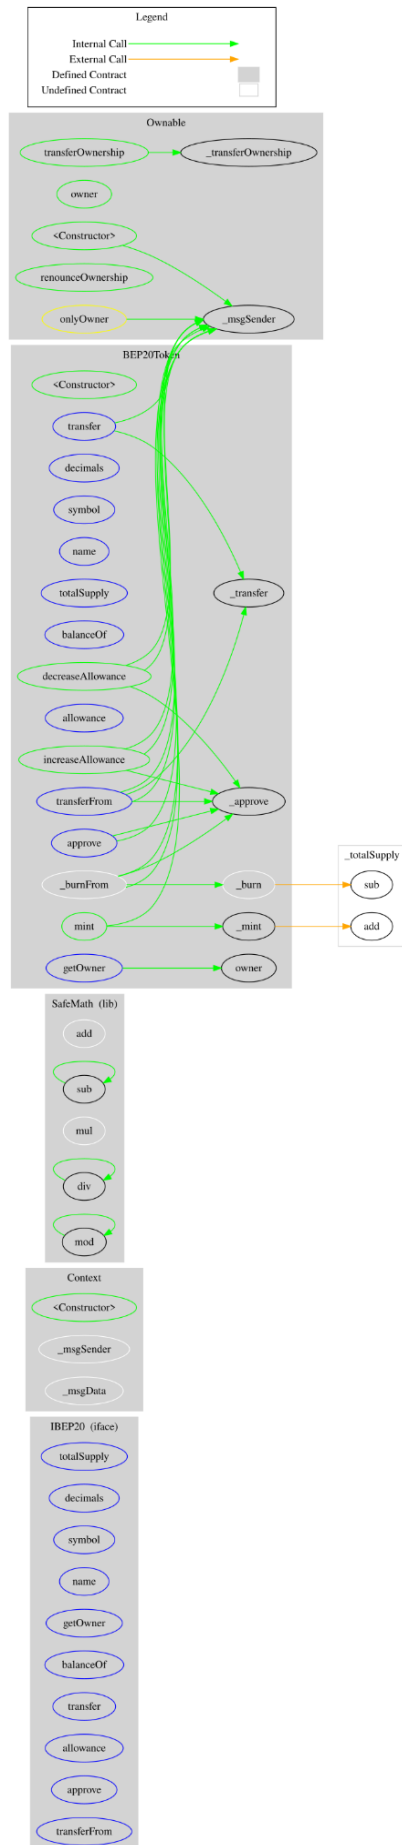 Legend
Internal Call
External Call
Defined Contract
Undefined Contract
Ownable
transferOwnership
_transferOwnership
owner
<Constructor>
renounceOwnership
onlyOwner
_msgSender
BEP20Token
<Constructor>
transfer
decimals
symbol
name
totalSupply
_transfer
balanceOf
decreaseAllowance
allowance
increaseAllowance
transferFrom
_approve
approve
_totalSupply
_burnFrom
_burn
sub
mint
_mint
add
getOwner
owner
SafeMath (lib)
add
sub
mul
div
mod
Context
<Constructor>
_msgSender
_msgData
IBEP20 (iface)
totalSupply
decimals
symbol
name
getOwner
balanceOf
transfer
allowance
approve
transferFrom